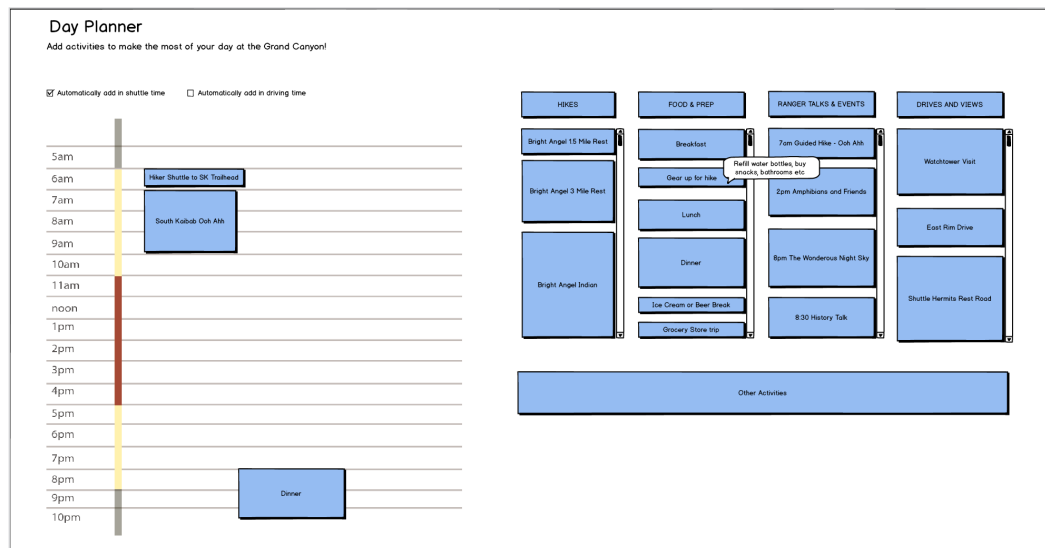 Day Planner
Add activities to make the most of your day at the Grand Canyon!
Automatically add in shuttle time
Automatically add in driving time
5am
6am
7am
8am
9am
10am
11am
noon
1pm
2pm
3pm
4pm
5pm
6pm
7pm
8pm
9pm
10pm
Hiker Shuttle to SK Trailhead
South Kaibab Ooh Ahh
Dinner
HIKES
Bright Angel 1.5 Mile Rest
Bright Angel 3 Mile Rest
Bright Angel Indian
FOOD & PREP
Breakfast
Gear up for hike
Refill water bottles, buy
snacks, bathrooms etc
Lunch
Dinner
Ice Cream or Beer Break
Grocery Store trip
RANGER TALKS & EVENTS
7am Guided Hike - Ooh Ahh
2pm Amphibians and Friends
8pm The Wonderous Night Sky
8:30 History Talk
DRIVES AND VIEWS
Watchtower Visit
East Rim Drive
Shuttle Hermits Rest Road
Other Activities